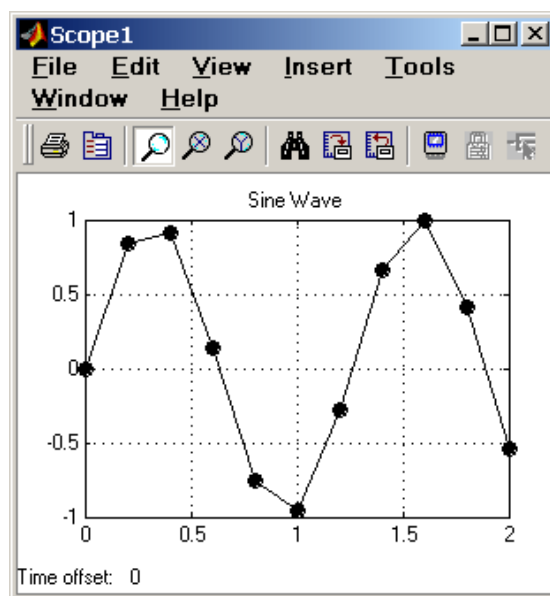 Scope1
File Edit View Insert Tools
Window Help
Sine Wave
1
0.5
0
-0.5
-1
0 0.5 1 1.5 2
Time offset: 0